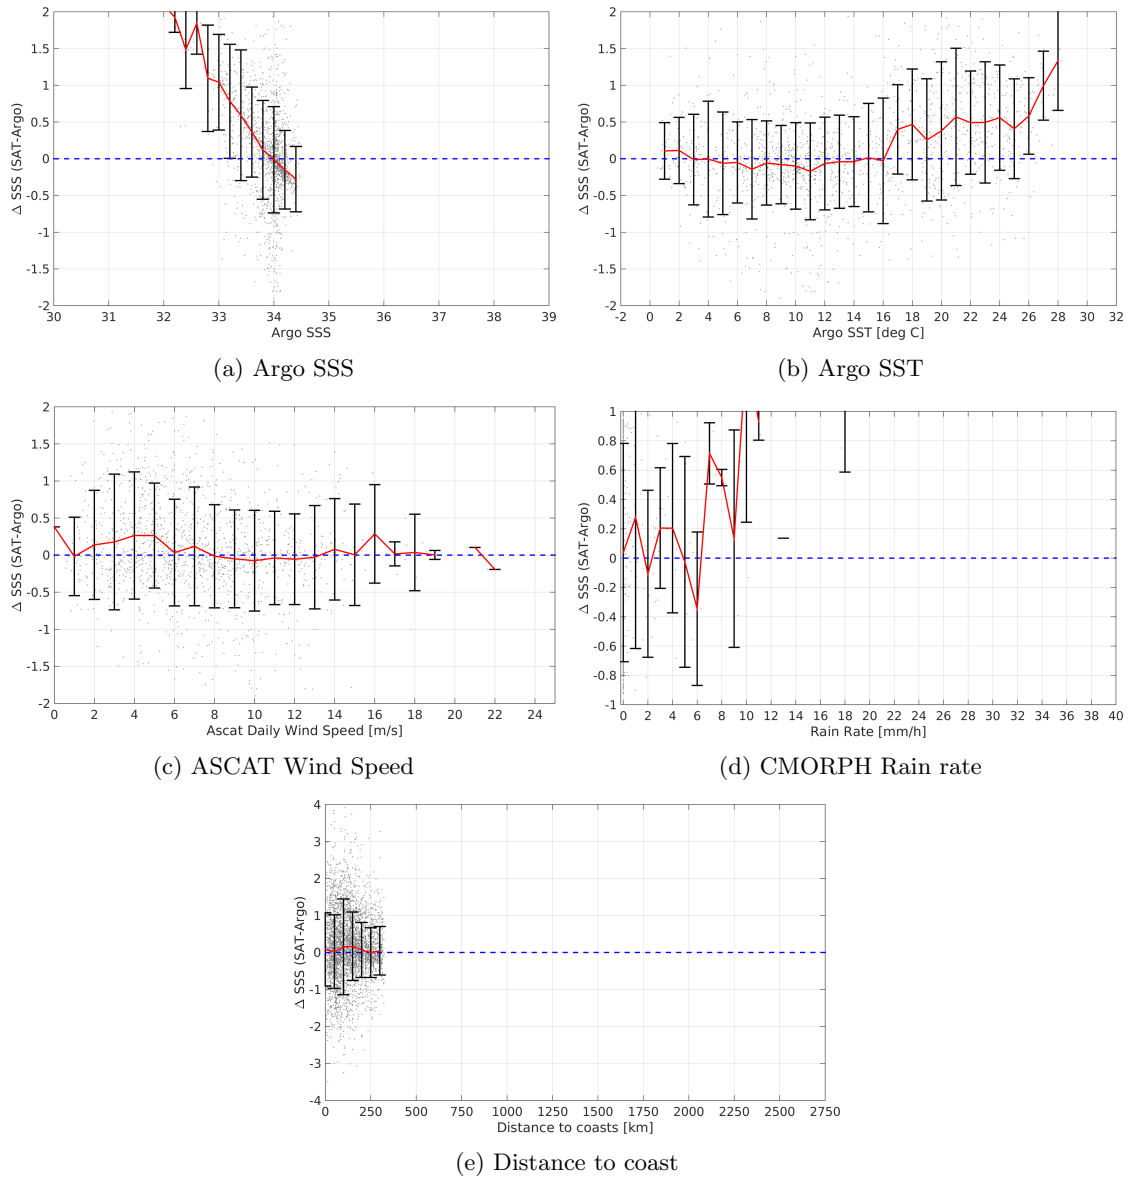 2
1.5
1
0.5
0
-0.5
-1
-1.5
-2
30 31 32 33 34 35 36 37 38 39
Argo SSS
Δ SSS (SAT-Argo)
(a) Argo SSS
2
1.5
1
0.5
0
-0.5
-1
-1.5
-2
-2 0 2 4 6 8 10 12 14 16 18 20 22 24 26 28 30 32
Argo SST [deg C]
Δ SSS (SAT-Argo)
(b) Argo SST
2
1.5
1
0.5
0
-0.5
-1
-1.5
-2
0 2 4 6 8 10 12 14 16 18 20 22 24
Ascat Daily Wind Speed [m/s]
Δ SSS (SAT-Argo)
(c) ASCAT Wind Speed
1
0.8
0.6
0.4
0.2
0
-0.2
-0.4
-0.6
-0.8
-1
0 2 4 6 8 10 12 14 16 18 20 22 24 26 28 30 32 34 36 38 40
Rain Rate [mm/h]
Δ SSS (SAT-Argo)
(d) CMORPH Rain rate
4
3
2
1
0
-1
-2
-3
-4
0 250 500 750 1000 1250 1500 1750 2000 2250 2500 2750
Distance to coasts [km]
Δ SSS (SAT-Argo)
(e) Distance to coast